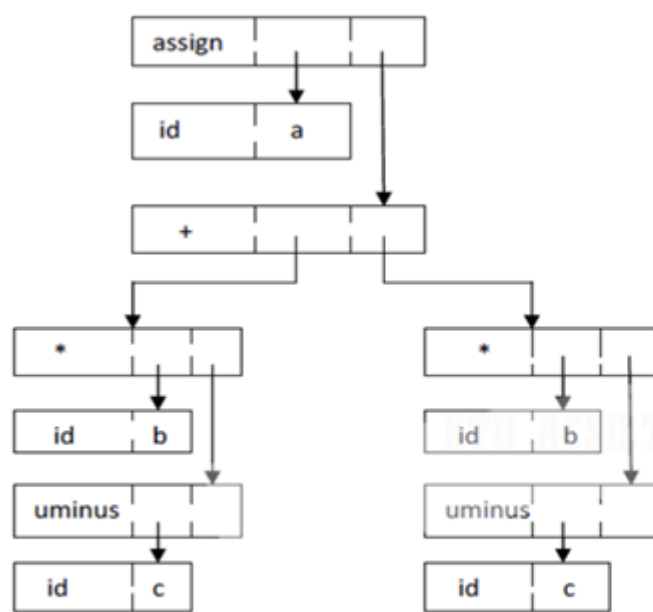 assign
id a
+
* *
id b id b
uminus uminus
id c id c